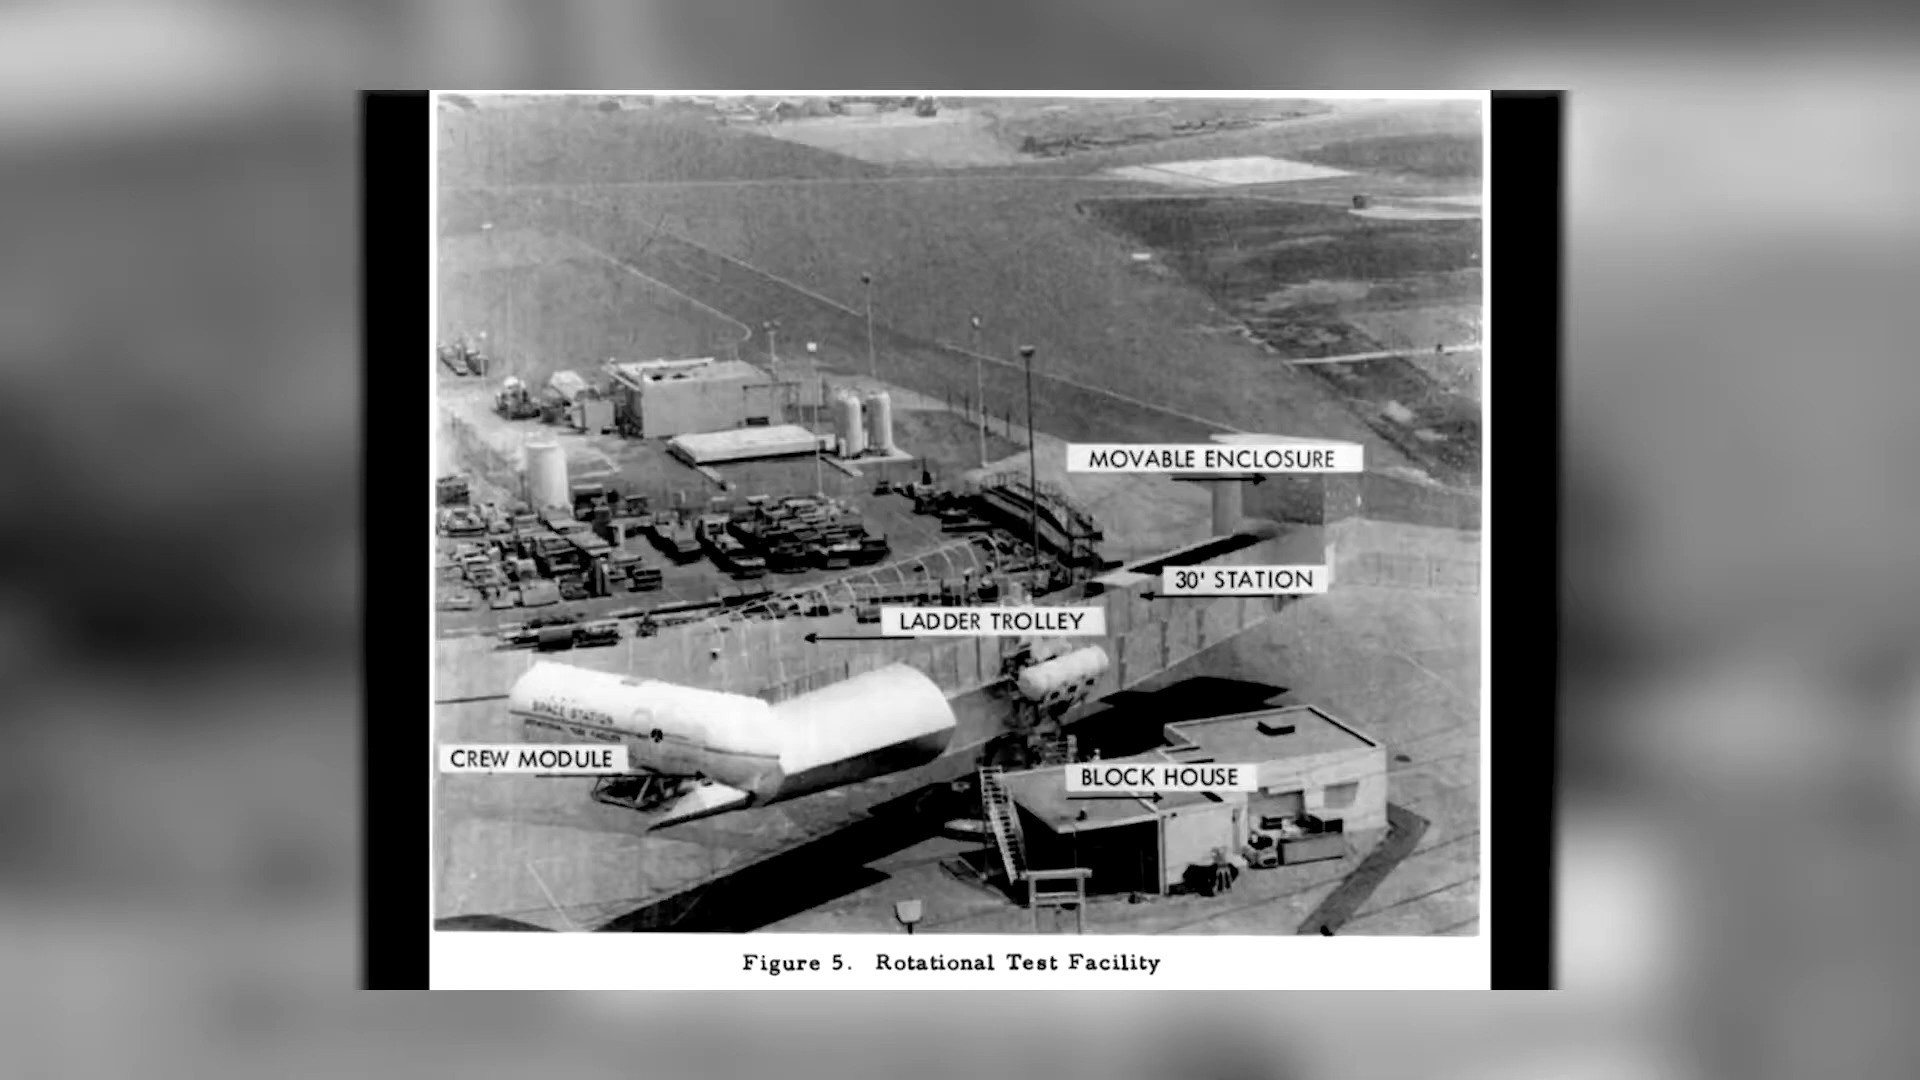 MOVABLE ENCLOSURE
30' STATION
LADDER TROLLEY
SPACE STATION
CREW MODULE
BLOCK HOUSE
Figure 5. Rotational Test Facility